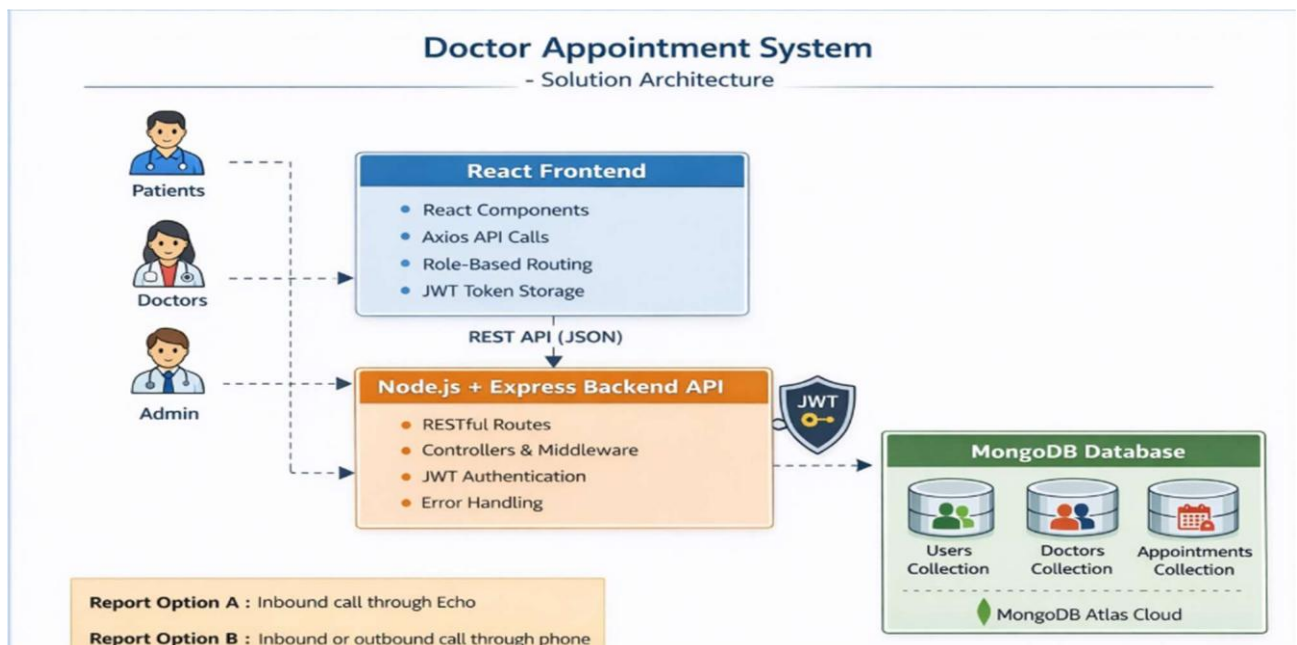 Doctor Appointment System
- Solution Architecture
Patients
Doctors
Admin
React Frontend
• React Components
• Axios API Calls
• Role-Based Routing
• JWT Token Storage
REST API (JSON)
Node.js + Express Backend API
• RESTful Routes
• Controllers & Middleware
• JWT Authentication
• Error Handling
JWT
MongoDB Database
Users
Collection
Doctors
Collection
Appointments
Collection
MongoDB Atlas Cloud
Report Option A : Inbound call through Echo
Report Option B : Inbound or outbound call through phone